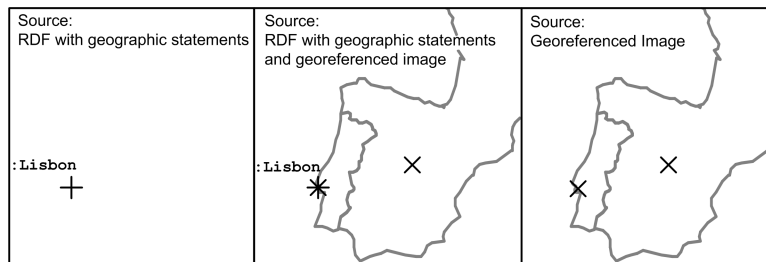 Source:
RDF with geographic statements
:Lisbon
Source:
RDF with geographic statements
and georeferenced image
:Lisbon
Source:
Georeferenced Image